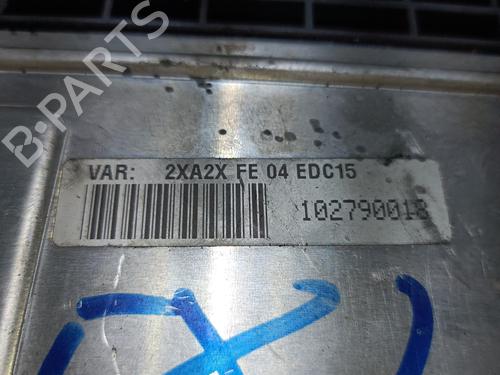 B-PARTS
VAR: 2XA2X FE 04 EDC15
102790018